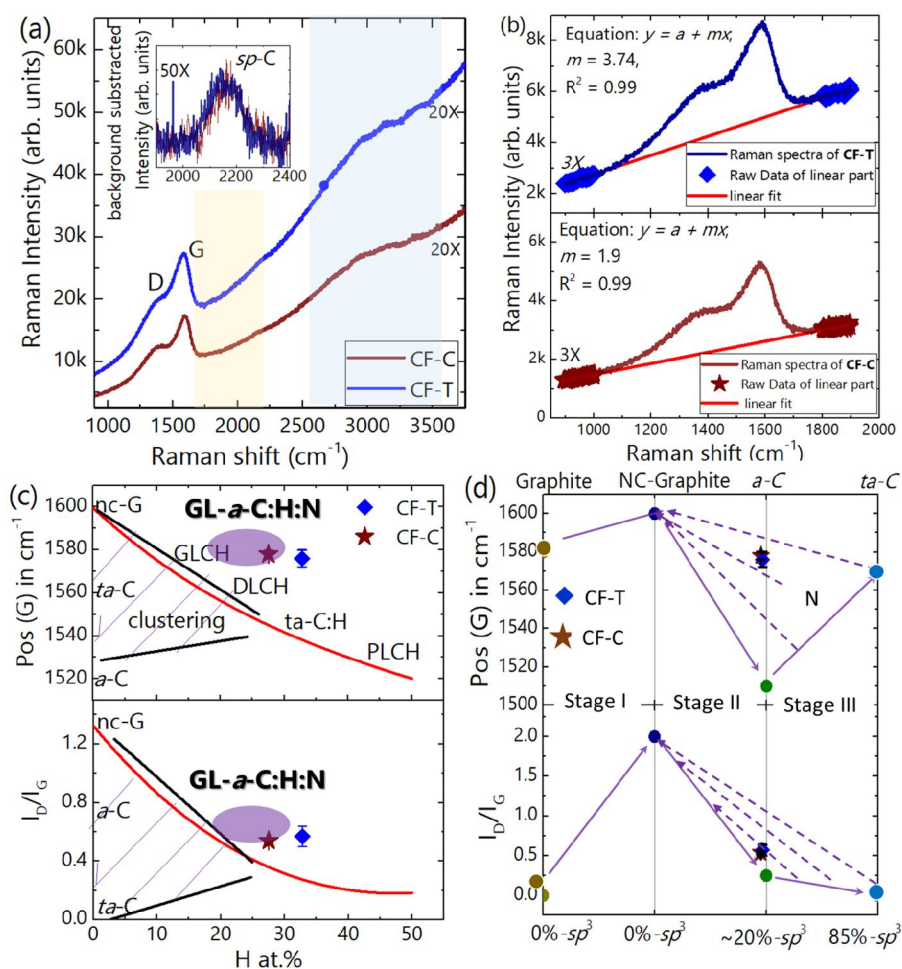 (a)
60k
50k
40k
30k
20k
10k
Raman Intensity (arb. units)
background substracted
Intensity (arb. units)
50X
sp-C
2000
2200
2400
20X
20X
D
G
CF-C
CF-T
1000
1500
2000
2500
3000
3500
Raman shift (cm⁻¹)
(b)
8k
6k
4k
2k
Equation: y = a + mx,
m = 3.74,
R² = 0.99
3X
Raman spectra of CF-T
Raw Data of linear part
linear fit
6k
4k
2k
0
Raman Intensity (arb. units)
Equation: y = a + mx,
m = 1.9
R² = 0.99
3X
Raman spectra of CF-C
Raw Data of linear part
linear fit
1000
1200
1400
1600
1800
2000
Raman shift (cm⁻¹)
(c)
1600
1580
1560
1540
1520
Pos (G) in cm⁻¹
nc-G
GL-a-C:H:N
CF-T
CF-C
GLCH
DLCH
ta-C
clustering
ta-C:H
PLCH
a-C
nc-G
1.2
0.8
0.4
0.0
I_D/I_G
GL-a-C:H:N
a-C
ta-C
0
10
20
30
40
50
H at.%
(d)
Graphite
NC-Graphite
a-C
ta-C
1600
1580
1560
1540
1520
1500
Pos (G) in cm⁻¹
CF-T
CF-C
N
Stage I
Stage II
Stage III
2.0
1.5
1.0
0.5
0.0
I_D/I_G
0%-sp³
0%-sp³
~20%-sp³
85%-sp³